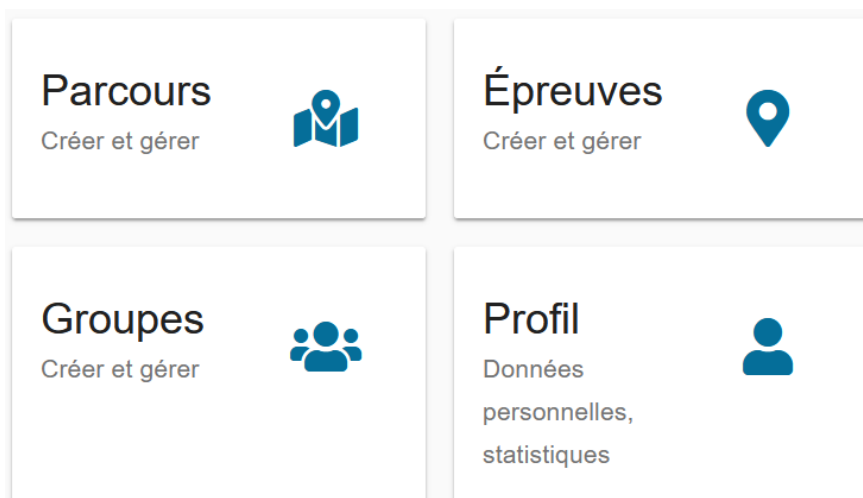 Parcours
Créer et gérer
Épreuves
Créer et gérer
Groupes
Créer et gérer
Profil
Données
personnelles,
statistiques